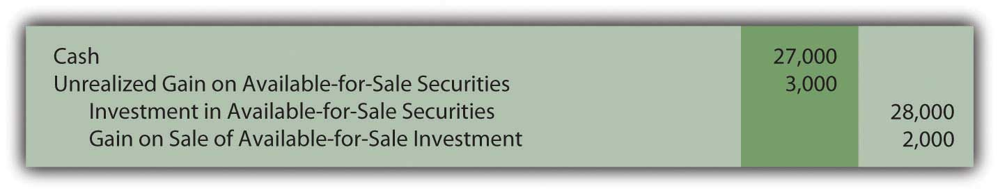 Cash 27,000
Unrealized Gain on Available-for-Sale Securities 3,000
Investment in Available-for-Sale Securities 28,000
Gain on Sale of Available-for-Sale Investment 2,000